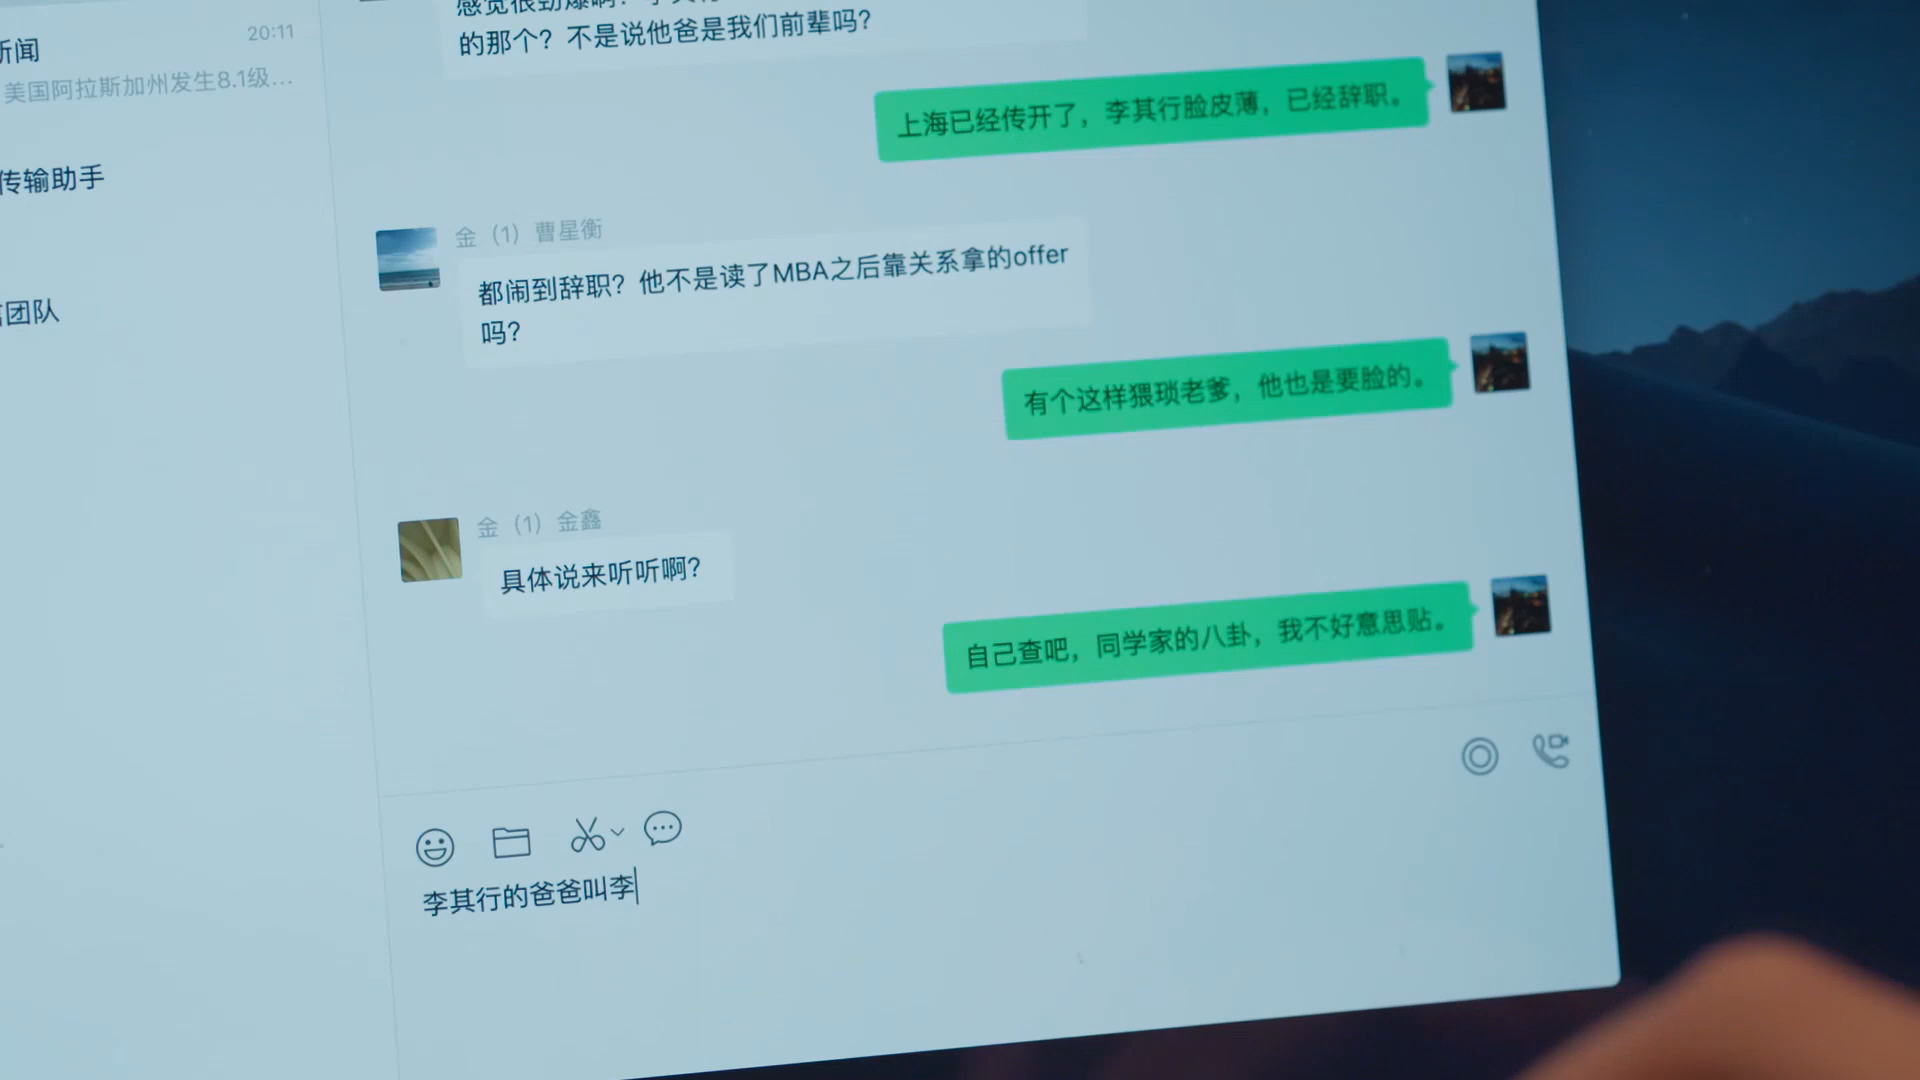 新闻
20:11
美国阿拉斯加州发生8.1级...
传输助手
团队
的那个？不是说他爸是我们前辈吗？
上海已经传开了，李其行脸皮薄，已经辞职。
金（1）曹星衡
都闹到辞职？他不是读了MBA之后靠关系拿的offer
吗？
有个这样猥琐老爹，他也是要脸的。
金（1）金鑫
具体说来听听啊？
自己查吧，同学家的八卦，我不好意思贴。
李其行的爸爸叫李